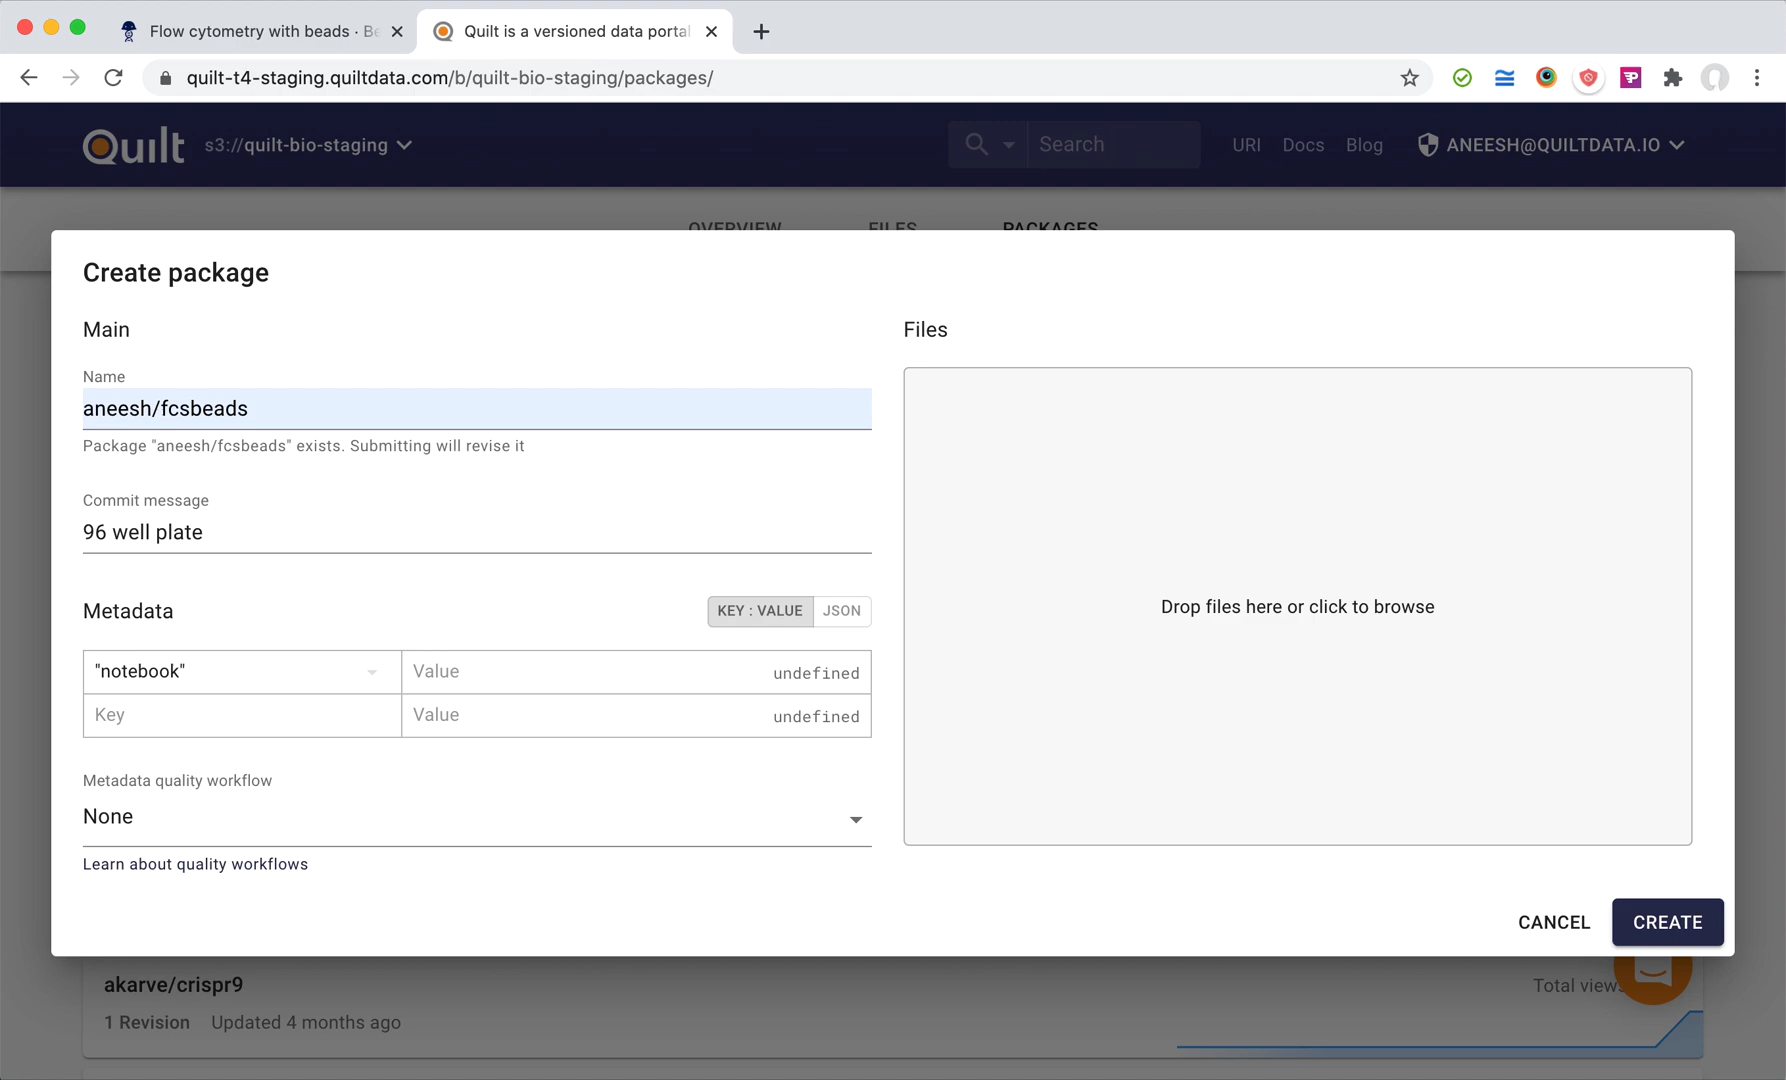 Flow cytometry with beads · Be
Quilt is a versioned data portal
quilt-t4-staging.quiltdata.com/b/quilt-bio-staging/packages/
Quilt
s3://quilt-bio-staging
Search
URI
Docs
Blog
ANEESH@QUILTDATA.IO
OVERVIEW
FILES
PACKAGES
Create package
Main
Name
aneesh/fcsbeads
Package "aneesh/fcsbeads" exists. Submitting will revise it
Commit message
96 well plate
Metadata
KEY : VALUE
JSON
"notebook"
Value
undefined
Key
Value
undefined
Metadata quality workflow
None
Learn about quality workflows
Files
Drop files here or click to browse
CANCEL
CREATE
akarve/crispr9
Total views
1 Revision
Updated 4 months ago